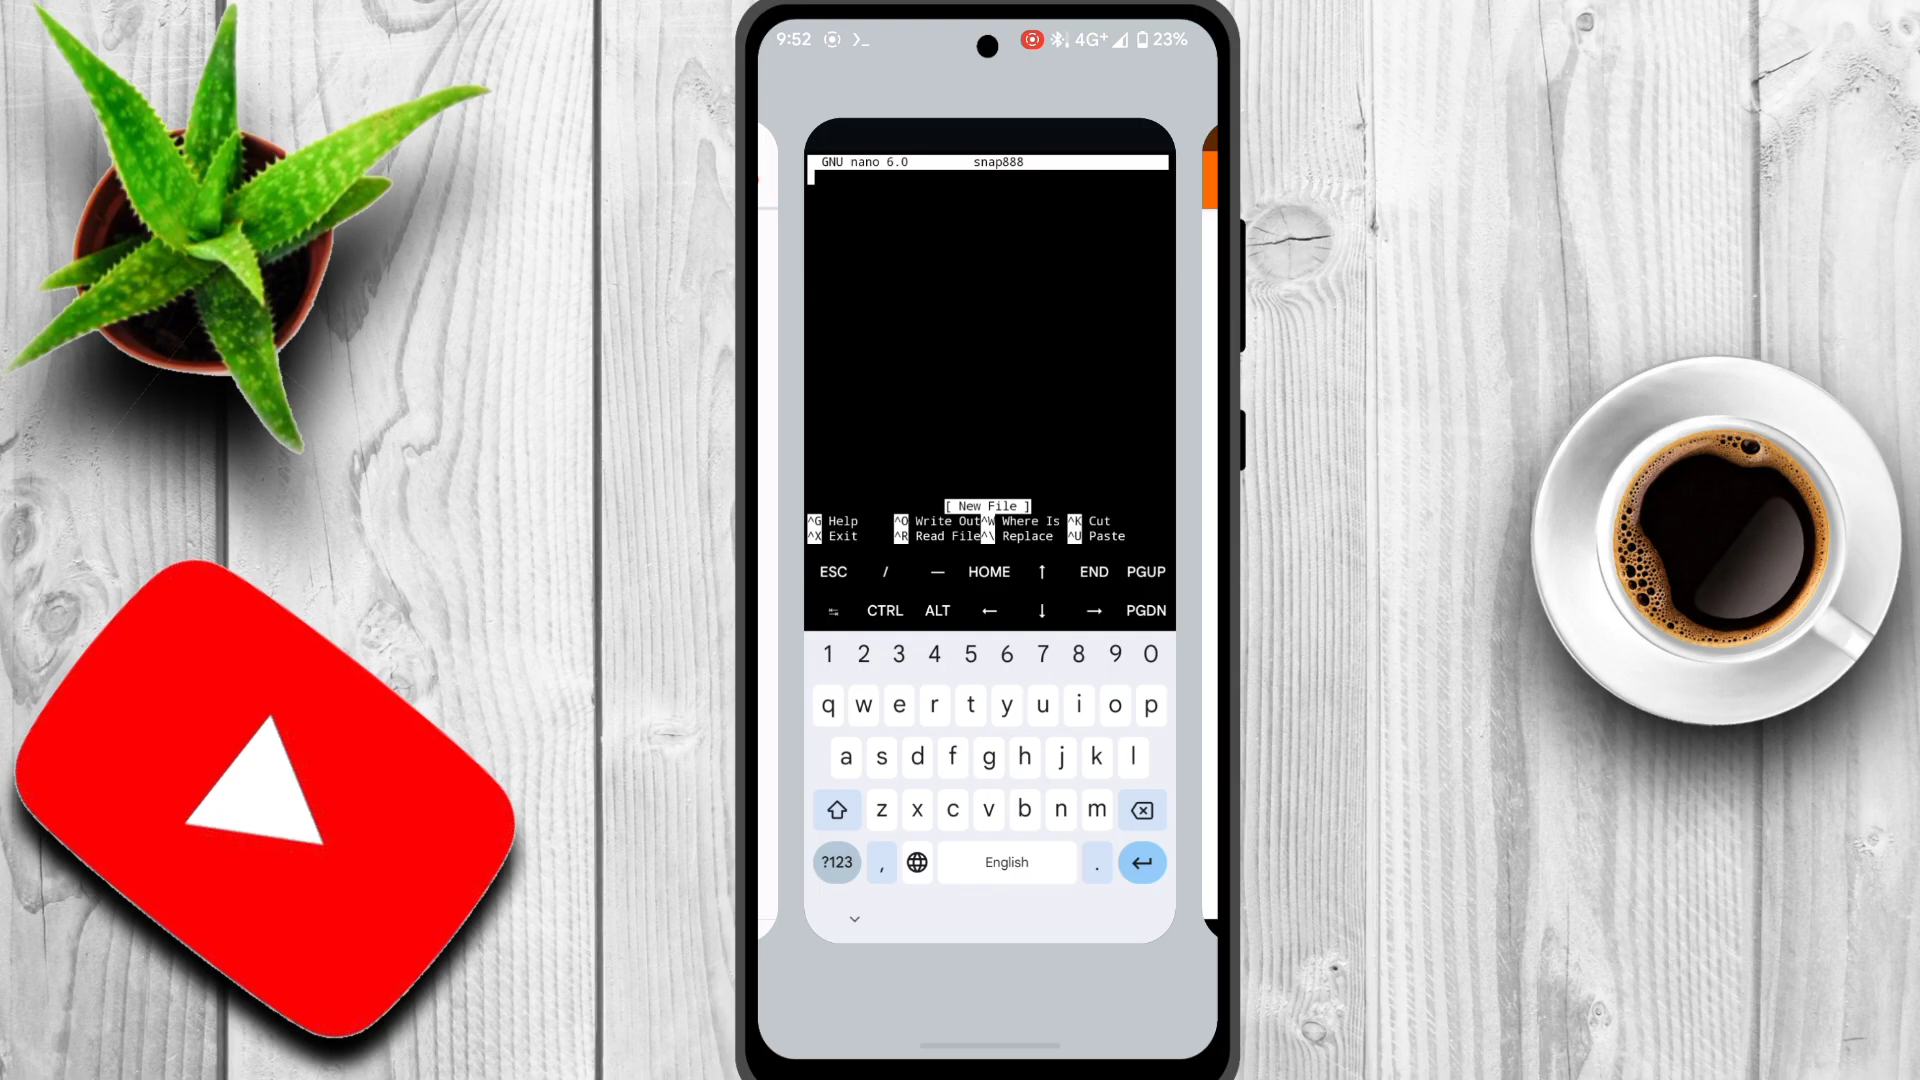 9:52 4G+ 23%
GNU nano 6.0 snap888
[ New File ]
^G Help ^O Write Out ^W Where Is ^K Cut
^X Exit ^R Read File ^\ Replace ^U Paste
ESC / — HOME ↑ END PGUP
CTRL ALT ← ↓ → PGDN
1 2 3 4 5 6 7 8 9 0
q w e r t y u i o p
a s d f g h j k l
z x c v b n m
?123 , English .